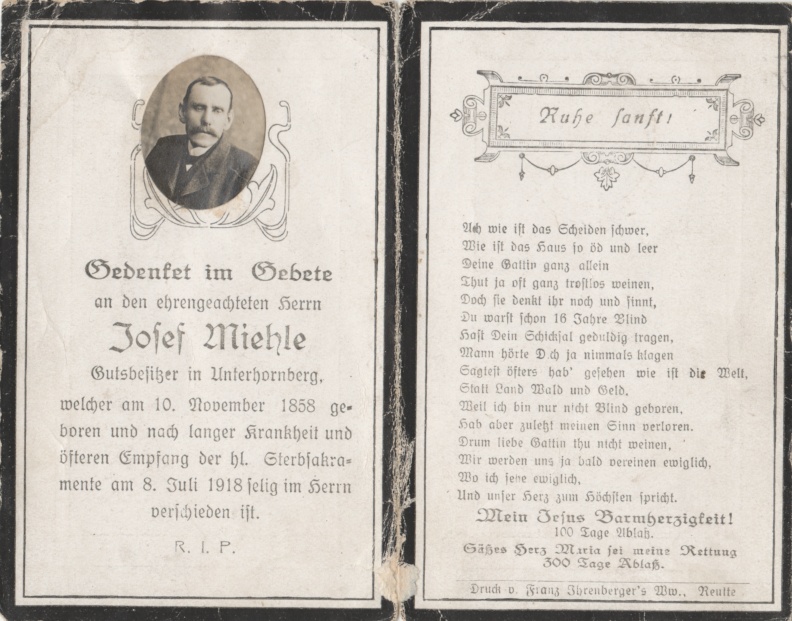 Gedenket im Gebete
an den ehrengeachteten Herrn
Josef Miehle
Gutsbesitzer in Unterhornberg,
welcher am 10. November 1858 ge-
boren und nach langer Krankheit und
öfteren Empfang der hl. Sterbsakra-
mente am 8. Juli 1918 selig im Herrn
verschieden ist.
R. I. P.
Ruhe sanft!
Ach wie ist das Scheiden schwer,
Wie ist das Haus so öd und leer
Deine Gattin ganz allein
Thut ja oft ganz trostlos weinen,
Doch sie denkt ihr noch und sinnt,
Du warst schon 16 Jahre Blind
Hast Dein Schicksal geduldig tragen,
Mann hörte D ch ja nimmals klagen
Sagtest öfters hab' gesehen wie ist die Welt,
Statt Land Wald und Geld,
Weil ich bin nur nicht Blind geboren,
Hab aber zuletzt meinen Sinn verloren.
Drum liebe Gattin thu nicht weinen,
Wir werden uns ja bald vereinen ewiglich,
Wo ich sehe ewiglich,
Und unser Herz zum Höchsten spricht.
Mein Jesus Barmherzigkeit!
100 Tage Ablaß.
Süßes Herz Maria sei meine Rettung
300 Tage Ablaß.
Druck v. Franz Ihrenberger's Ww., Reutte